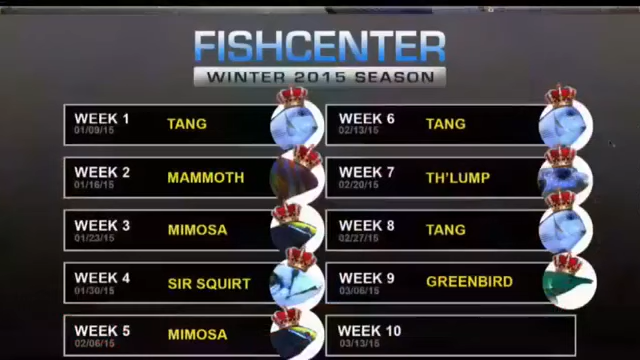 FISHCENTER
WINTER 2015 SEASON
WEEK 1 TANG
01/09/15
WEEK 2 MAMMOTH
01/16/15
WEEK 3 MIMOSA
01/23/15
WEEK 4 SIR SQUIRT
01/30/15
WEEK 5 MIMOSA
02/06/15
WEEK 6 TANG
02/13/15
WEEK 7 TH'LUMP
02/20/15
WEEK 8 TANG
02/27/15
WEEK 9 GREENBIRD
03/06/15
WEEK 10
03/13/15